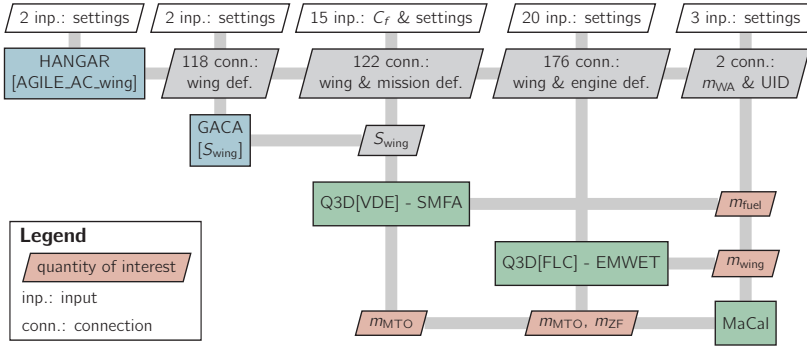 2 inp.: settings
2 inp.: settings
15 inp.: Cf & settings
20 inp.: settings
3 inp.: settings
HANGAR
[AGILE_AC_wing]
118 conn.:
wing def.
122 conn.:
wing & mission def.
176 conn.:
wing & engine def.
2 conn.:
mWA & UID
GACA
[Swing]
Swing
Q3D[VDE] - SMFA
mfuel
Legend
quantity of interest
inp.: input
conn.: connection
Q3D[FLC] - EMWET
mwing
mMTO
mMTO, mZF
MaCal